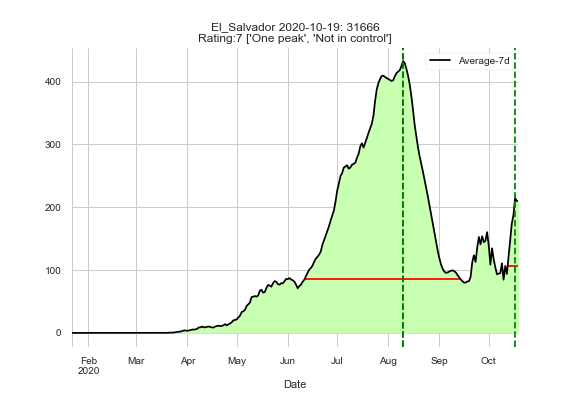 El_Salvador 2020-10-19: 31666
Rating:7 ['One peak', 'Not in control']
Average-7d
400
300
200
100
0
Feb Mar Apr May Jun Jul Aug Sep Oct
2020
Date